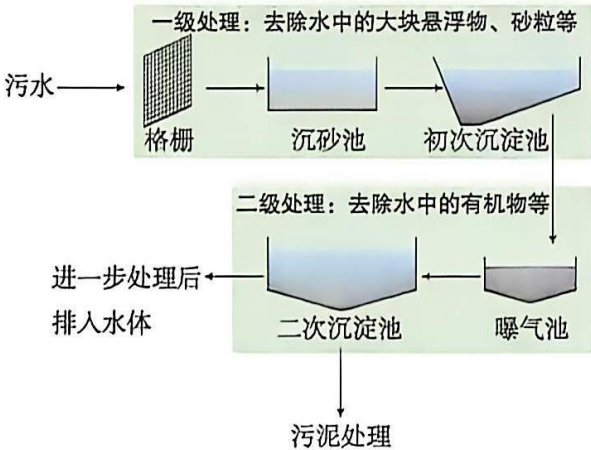 一级处理：去除水中的大块悬浮物、砂粒等
污水
格栅
沉砂池
初次沉淀池
二级处理：去除水中的有机物等
进一步处理后
排入水体
二次沉淀池
曝气池
污泥处理